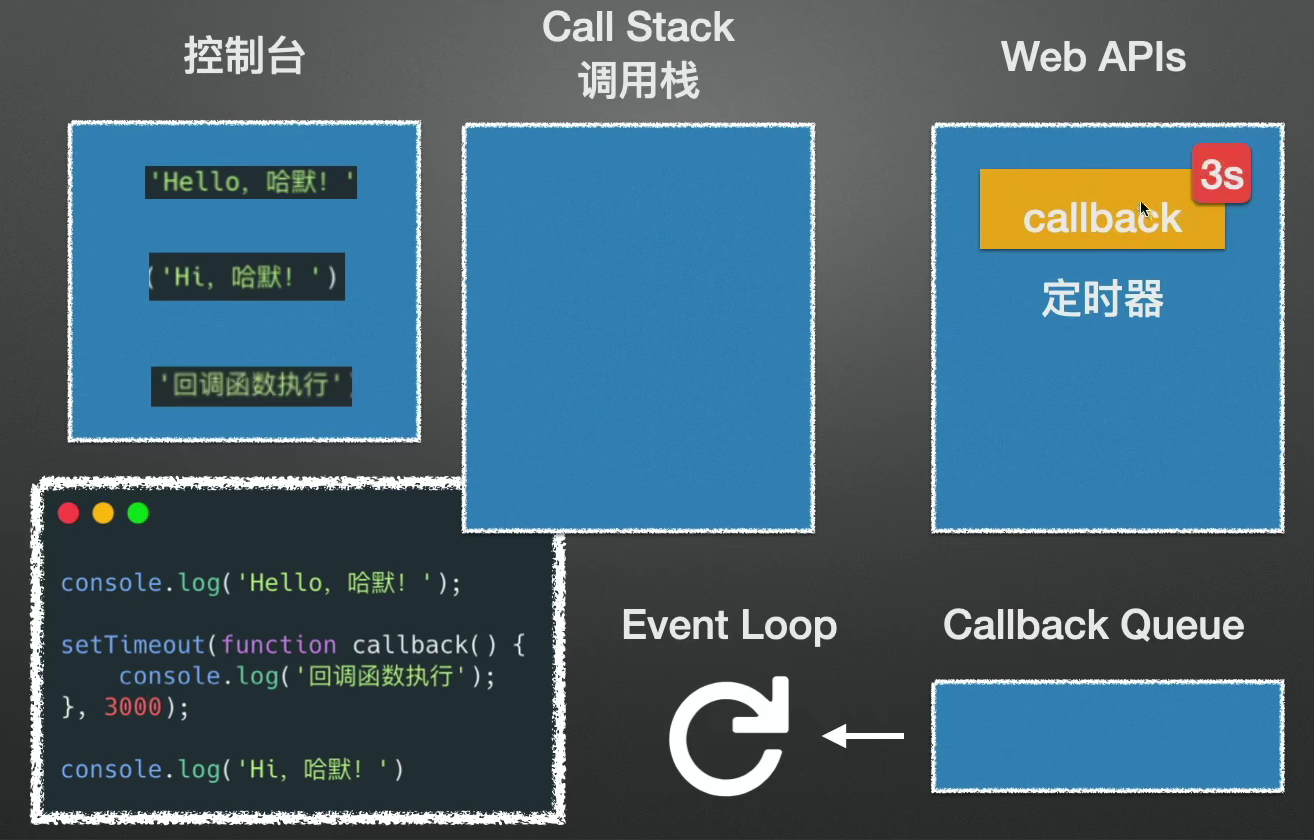 控制台
Call Stack
调用栈
Web APIs
'Hello, 哈默! '
('Hi, 哈默! ')
'回调函数执行'
3s
callback
定时器
console.log('Hello, 哈默! ');
setTimeout(function callback() {
    console.log('回调函数执行');
}, 3000);
console.log('Hi, 哈默! ')
Event Loop
Callback Queue